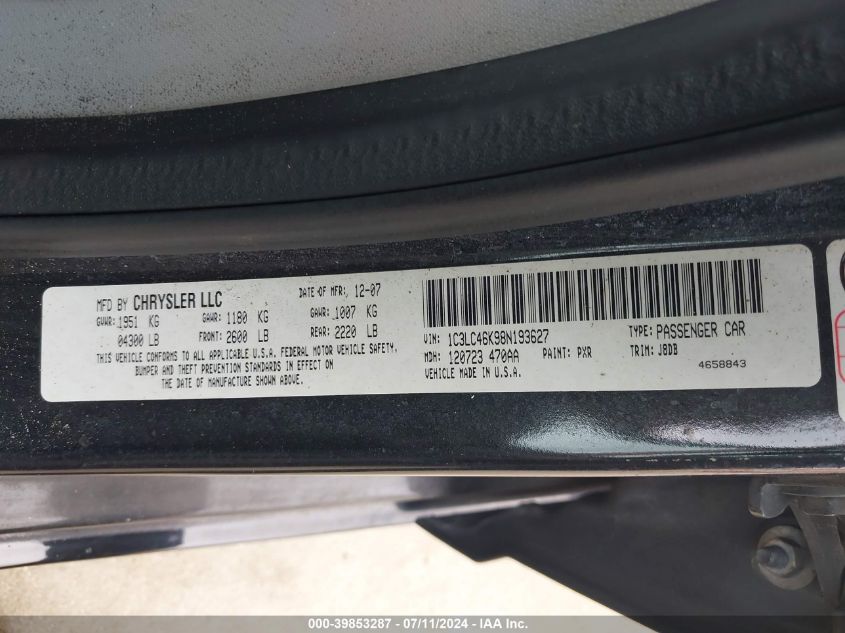 MFD BY CHRYSLER LLC DATE OF MFR: 12-07
GVWR: 1951 KG GAWR: 1180 KG GAWR: 1007 KG
04300 LB FRONT: 2600 LB REAR: 2220 LB
THIS VEHICLE CONFORMS TO ALL APPLICABLE U.S.A. FEDERAL MOTOR VEHICLE SAFETY,
BUMPER AND THEFT PREVENTION STANDARDS IN EFFECT ON
THE DATE OF MANUFACTURE SHOWN ABOVE.
VIN: 1C3LC46K98N193627 TYPE: PASSENGER CAR
MDH: 120723 470AA PAINT: PXR TRIM: J8DB
VEHICLE MADE IN U.S.A. 4658843
000-39853287 - 07/11/2024 - IAA Inc.